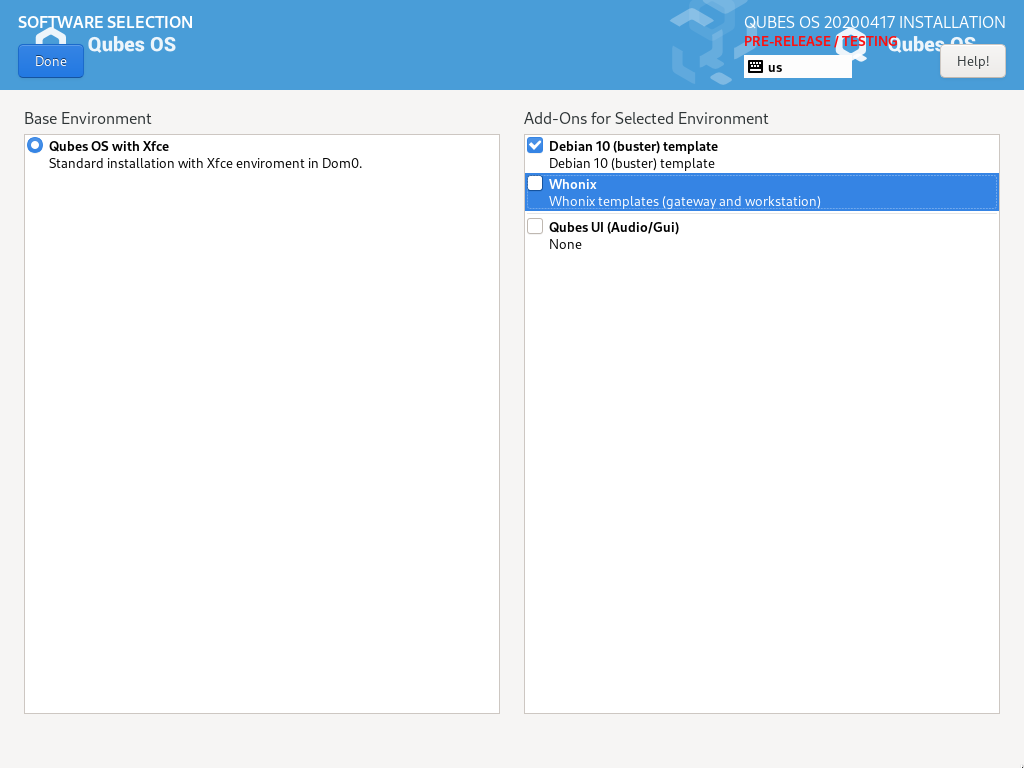 SOFTWARE SELECTION
Qubes OS
Done
QUBES OS 20200417 INSTALLATION
PRE-RELEASE / TESTING
Qubes OS
us
Help!
Base Environment
Qubes OS with Xfce
Standard installation with Xfce enviroment in Dom0.
Add-Ons for Selected Environment
Debian 10 (buster) template
Debian 10 (buster) template
Whonix
Whonix templates (gateway and workstation)
Qubes UI (Audio/Gui)
None